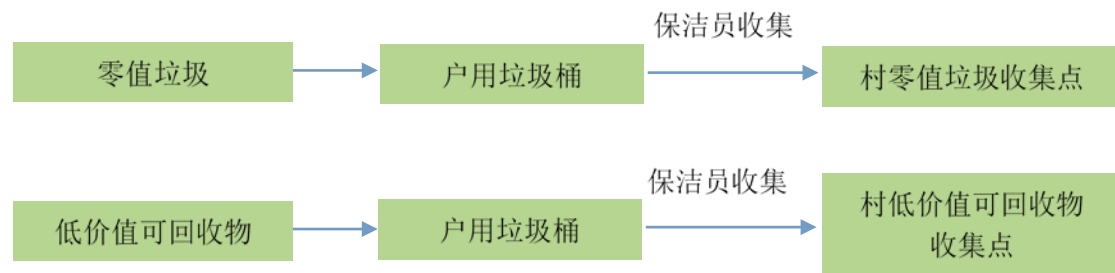 保洁员收集
零值垃圾
户用垃圾桶
村零值垃圾收集点
保洁员收集
低价值可回收物
户用垃圾桶
村低价值可回收物
收集点